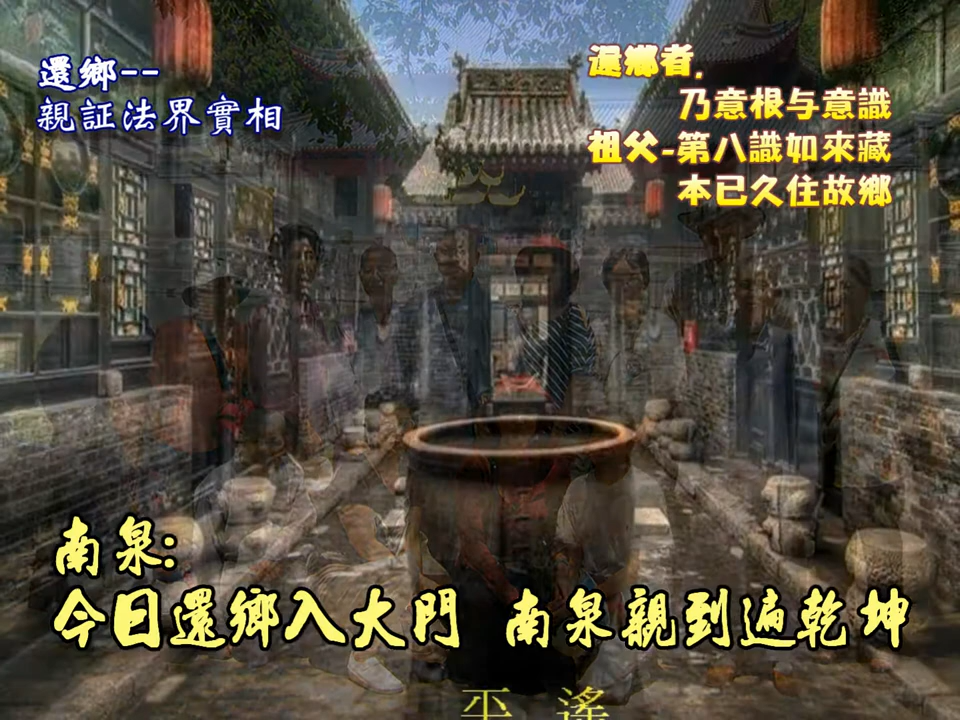 還鄉--
親証法界實相
還鄉者,
乃意根与意識
祖父-第八識如來藏
本已久住故鄉
南泉:
今日還鄉入大門 南泉親到遍乾坤
平遙